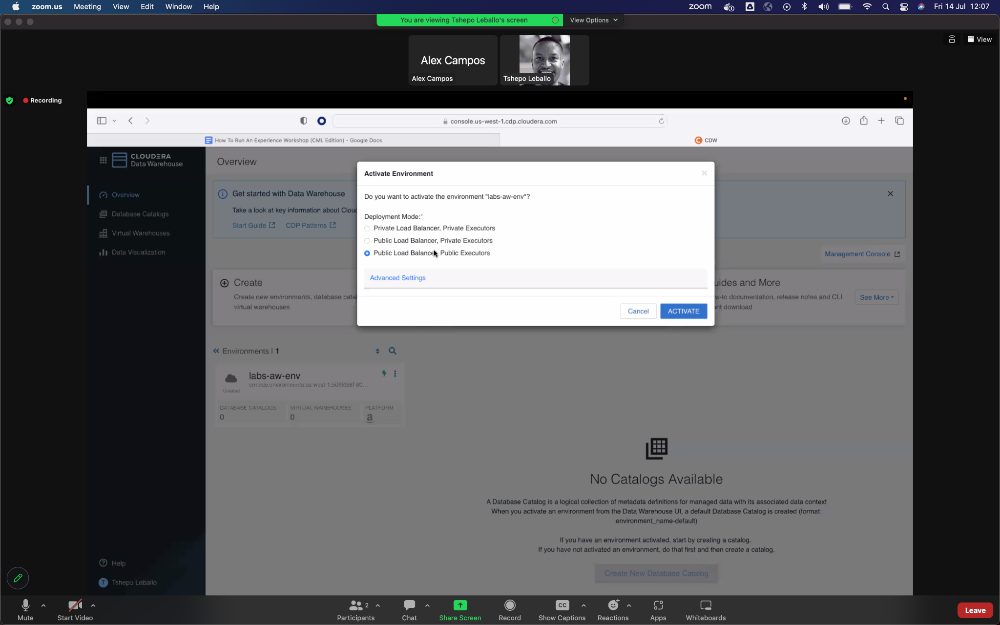 zoom.us Meeting View Edit Window Help
zoom Fri 14 Jul 12:07
You are viewing Tshepo Leballo's screen View Options
View
Alex Campos
Alex Campos
Tshepo Leballo
Recording
console.us-west-1.cdp.cloudera.com
How To Run An Experience Workshop (CML Edition) - Google Docs
CDW
CLOUDERA
Data Warehouse
Overview
Database Catalogs
Virtual Warehouses
Data Visualization
Overview
Get started with Data Warehouse
Take a look at key information about Clou
Start Guide CDP Patterns
Activate Environment
Do you want to activate the environment "labs-aw-env"?
Deployment Mode:*
Private Load Balancer, Private Executors
Public Load Balancer, Private Executors
Public Load Balance Public Executors
Advanced Settings
Cancel ACTIVATE
Management Console
Create
Create new environments, database cata
virtual warehouses
uides and More
w-to documentation, release notes and CLI
nt download
See More
Environments | 1
labs-aw-env
Created
DATABASE CATALOGS
0
VIRTUAL WAREHOUSES
0
PLATFORM
a
No Catalogs Available
A Database Catalog is a logical collection of metadata definitions for managed data with its associated data context
When you activate an environment from the Data Warehouse UI, a default Database Catalog is created (format:
environment_name-default)
If you have an environment activated, start by creating a catalog.
If you have not activated an environment, do that first and then create a catalog.
Create New Database Catalog
Help
T Tshepo Leballo
Mute
Start Video
2
Participants
Chat
Share Screen
Record
CC
Show Captions
Reactions
Apps
Whiteboards
Leave